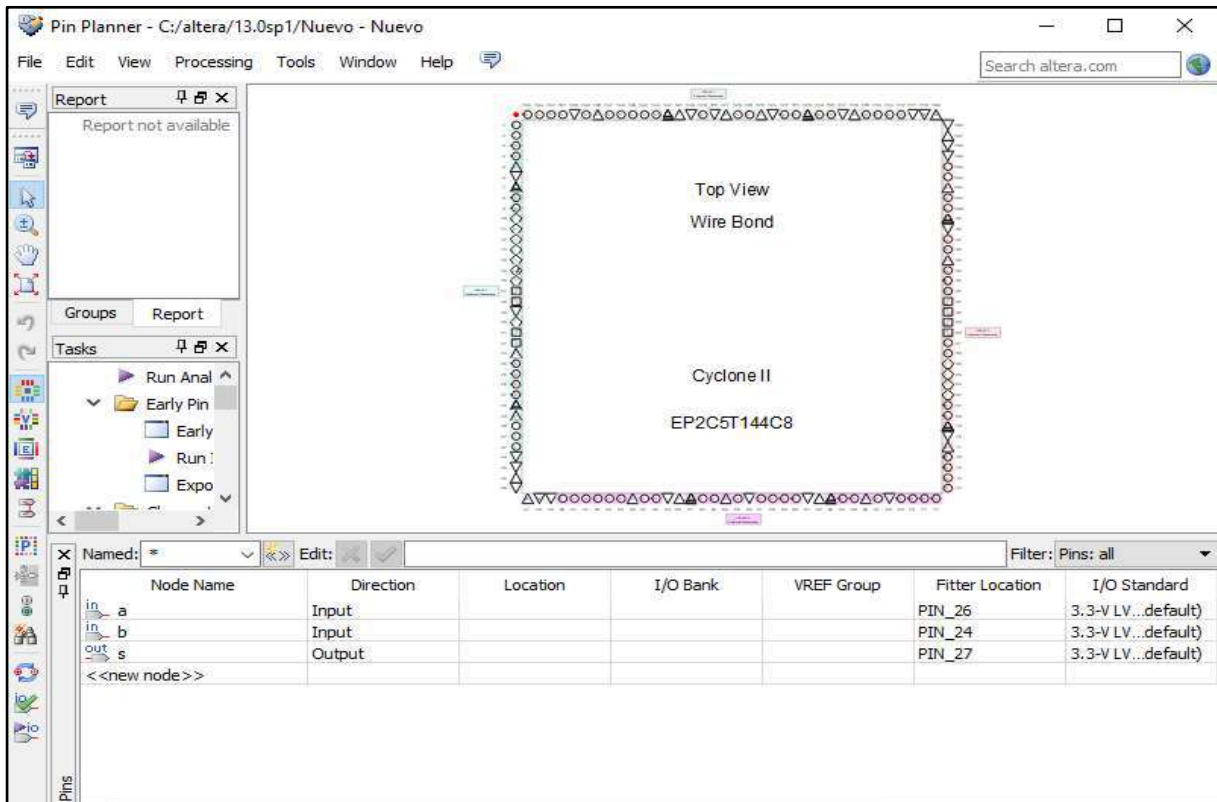 Pin Planner - C:/altera/13.0sp1/Nuevo - Nuevo
File Edit View Processing Tools Window Help
Search altera.com
Report
Report not available
Groups Report
Tasks
Run Anal
Early Pin
Early
Run I
Expo
Top View
Wire Bond
Cyclone II
EP2C5T144C8
Named: * Edit: Filter: Pins: all
Node Name Direction Location I/O Bank VREF Group Fitter Location I/O Standard
in a Input PIN_26 3.3-V LV...default)
in b Input PIN_24 3.3-V LV...default)
out s Output PIN_27 3.3-V LV...default)
<<new node>>
Pins